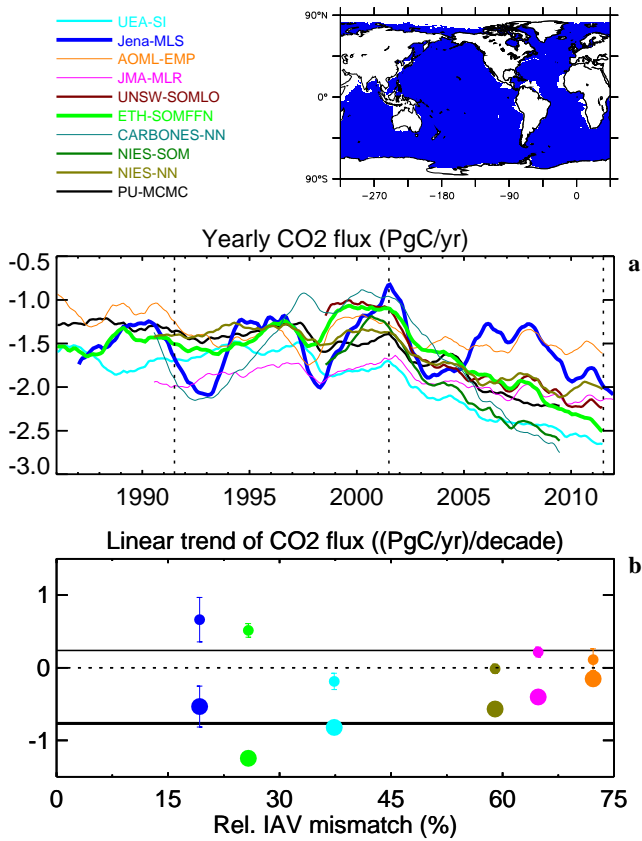 UEA-SI
Jena-MLS
AOML-EMP
JMA-MLR
UNSW-SOMLO
ETH-SOMFFN
CARBONES-NN
NIES-SOM
NIES-NN
PU-MCMC
90°N
0°
90°S
−270 −180 −90 0
Yearly CO2 flux (PgC/yr)
a
-0.5
-1.0
-1.5
-2.0
-2.5
-3.0
1990 1995 2000 2005 2010
Linear trend of CO2 flux ((PgC/yr)/decade)
b
1
0
-1
0 15 30 45 60 75
Rel. IAV mismatch (%)